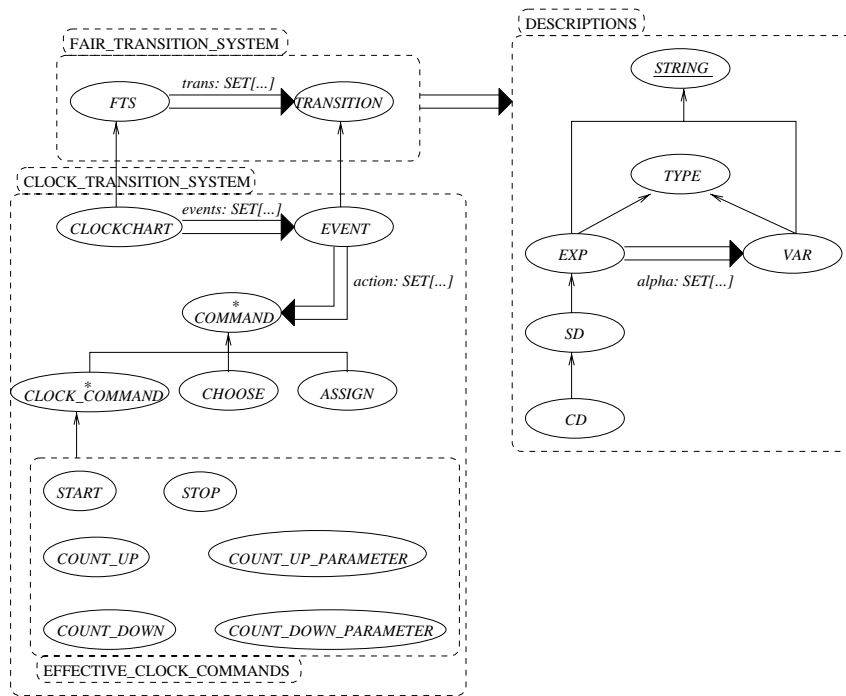 DESCRIPTIONS
FAIR_TRANSITION_SYSTEM
STRING
trans: SET[...]
FTS
TRANSITION
TYPE
CLOCK_TRANSITION_SYSTEM
events: SET[...]
CLOCKCHART
EVENT
EXP
VAR
action: SET[...]
alpha: SET[...]
*
COMMAND
SD
*
CLOCK_COMMAND
CHOOSE
ASSIGN
CD
START
STOP
COUNT_UP
COUNT_UP_PARAMETER
COUNT_DOWN
COUNT_DOWN_PARAMETER
EFFECTIVE_CLOCK_COMMANDS